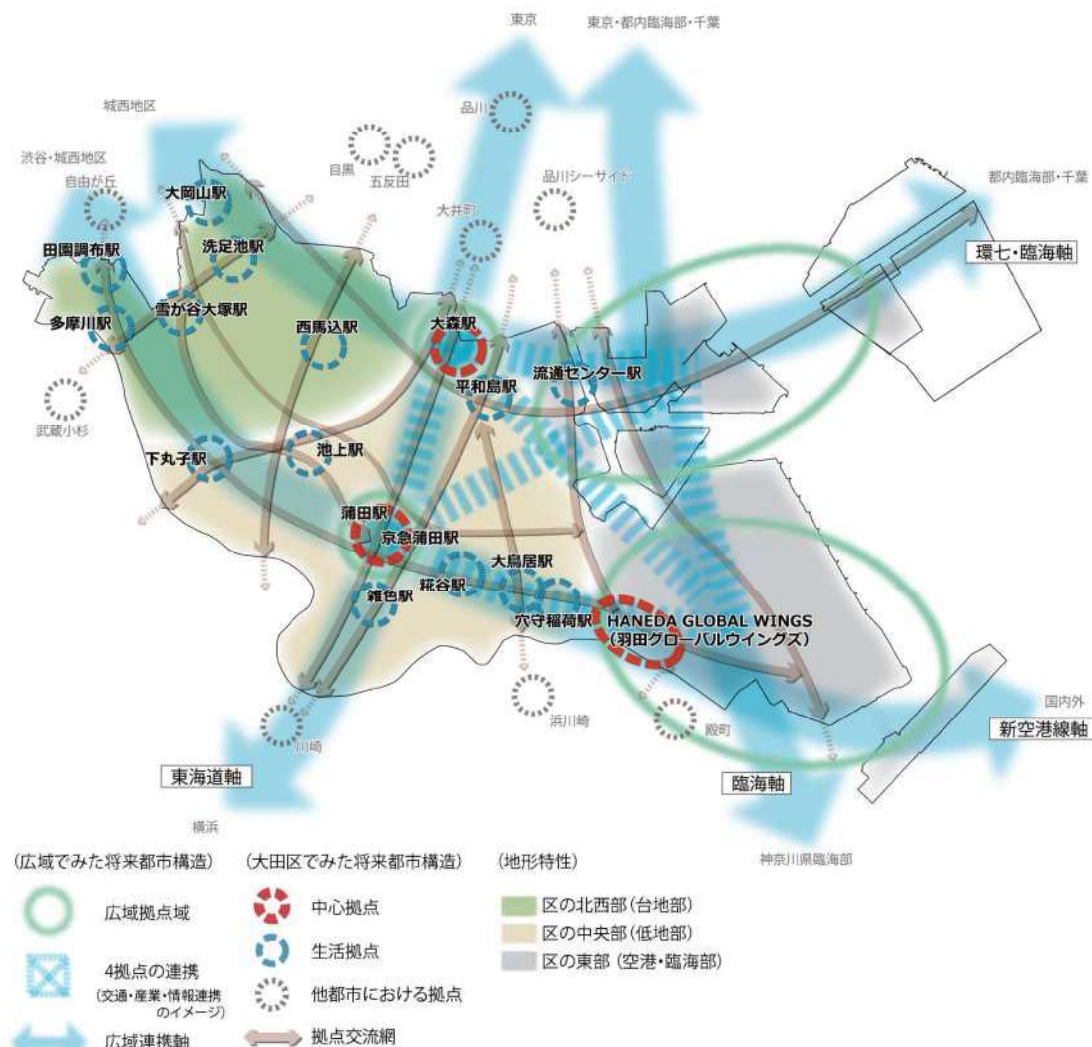 東京
東京・都内臨海部・千葉
城西地区
品川
渋谷・城西地区
自由が丘
目黒
五反田
大岡山駅
品川シーサイド
都内臨海部・千葉
大井町
田園調布駅
洗足池駅
環七・臨海軸
雪が谷大塚駅
多摩川駅
西馬込駅
大森駅
平和島駅
流通センター駅
武蔵小杉
下丸子駅
池上駅
蒲田駅
京急蒲田駅
糀谷駅
大鳥居駅
雑色駅
穴守稲荷駅
HANEDA GLOBAL WINGS
(羽田グローバルウイングズ)
川崎
浜川崎
殿町
国内外
新空港線軸
東海道軸
臨海軸
横浜
神奈川県臨海部
(広域でみた将来都市構造)
広域拠点域
4拠点の連携
(交通・産業・情報連携
のイメージ)
広域連携軸
(大田区でみた将来都市構造)
中心拠点
生活拠点
他都市における拠点
拠点交流網
(地形特性)
区の北西部(台地部)
区の中央部(低地部)
区の東部(空港・臨海部)